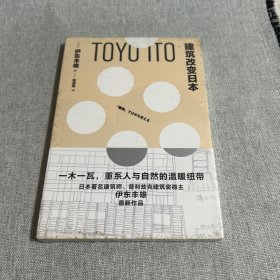 TOYO ITO
建筑改变日本
伊东丰雄
一木一瓦，重系人与自然的温暖纽带
日本著名建筑师、普利兹克建筑奖得主
伊东丰雄
最新作品